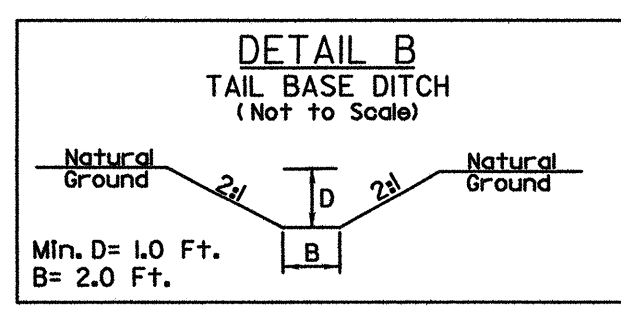 DETAIL B
TAIL BASE DITCH
(Not to Scale)
Natural
Ground
2:1
D
2:1
Natural
Ground
B
Min. D= 1.0 Ft.
B= 2.0 Ft.